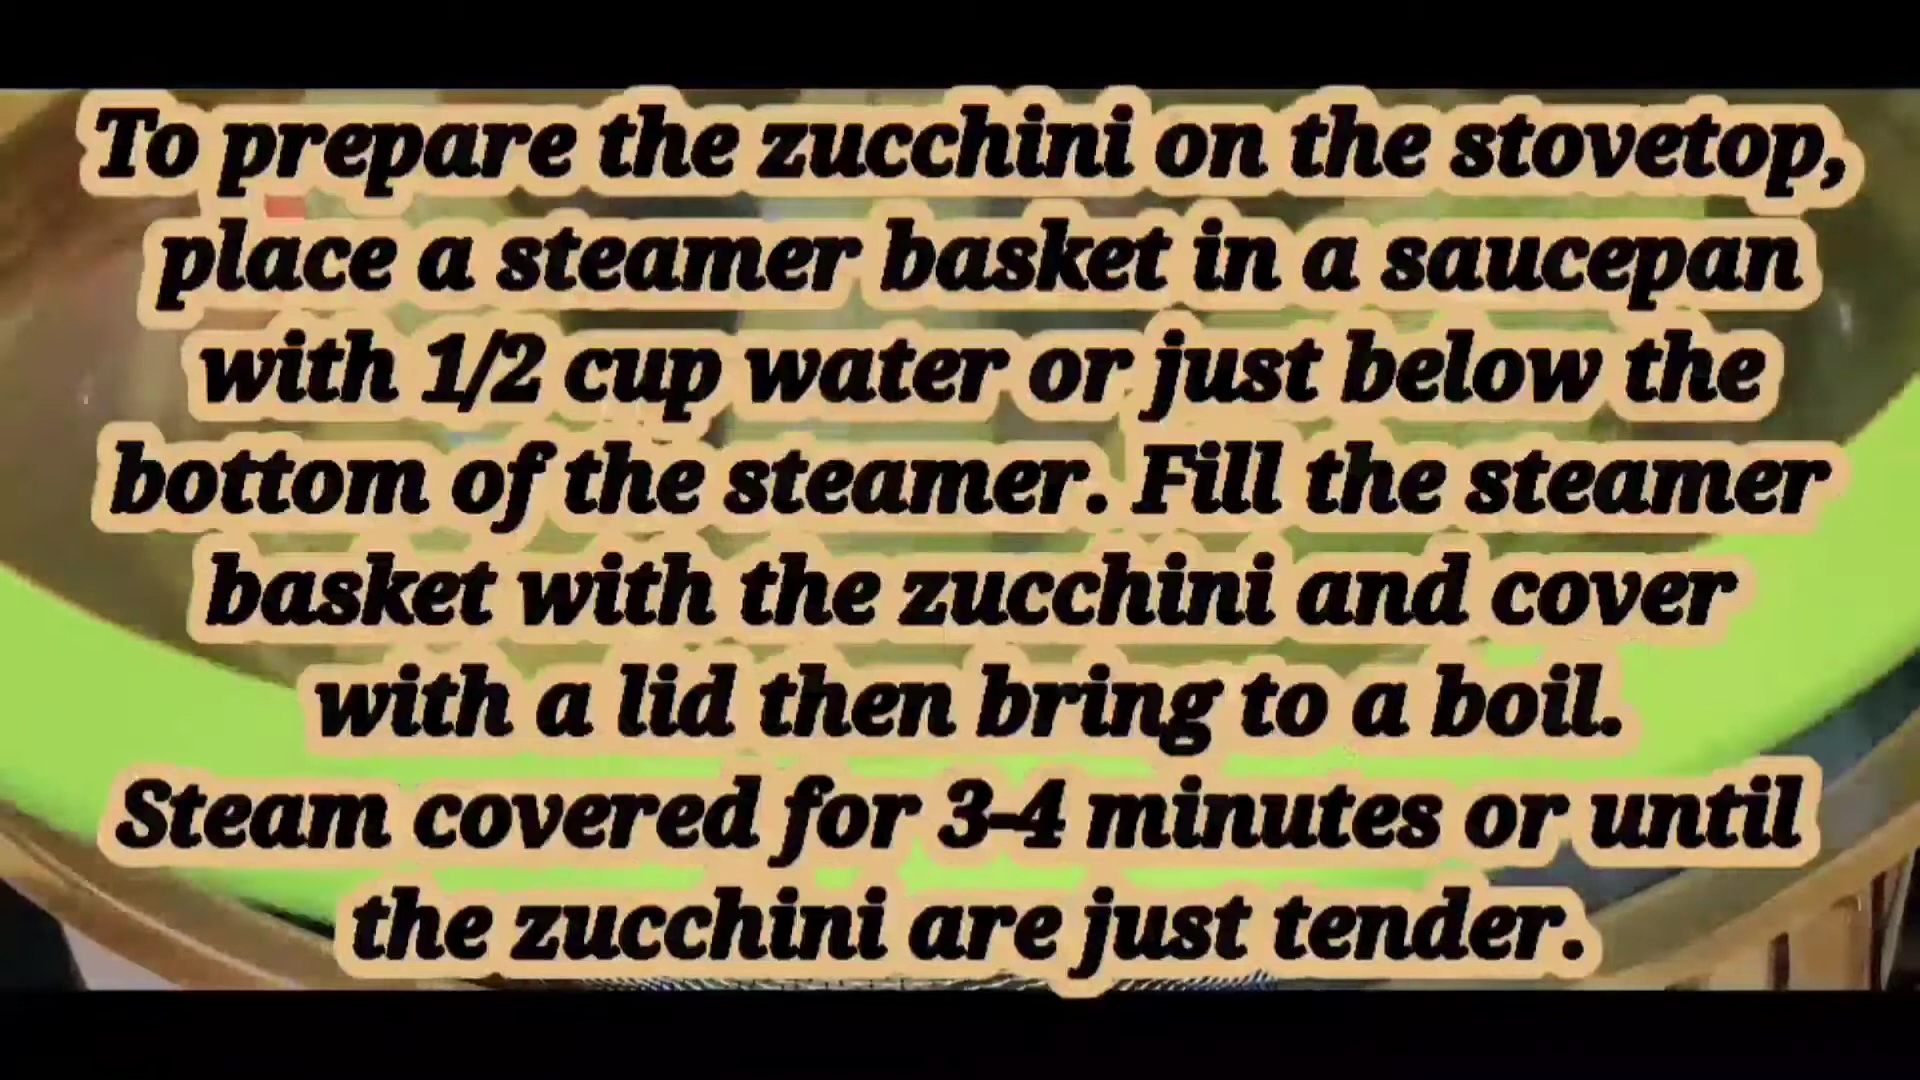 To prepare the zucchini on the stovetop,
place a steamer basket in a saucepan
with 1/2 cup water or just below the
bottom of the steamer. Fill the steamer
basket with the zucchini and cover
with a lid then bring to a boil.
Steam covered for 3-4 minutes or until
the zucchini are just tender.